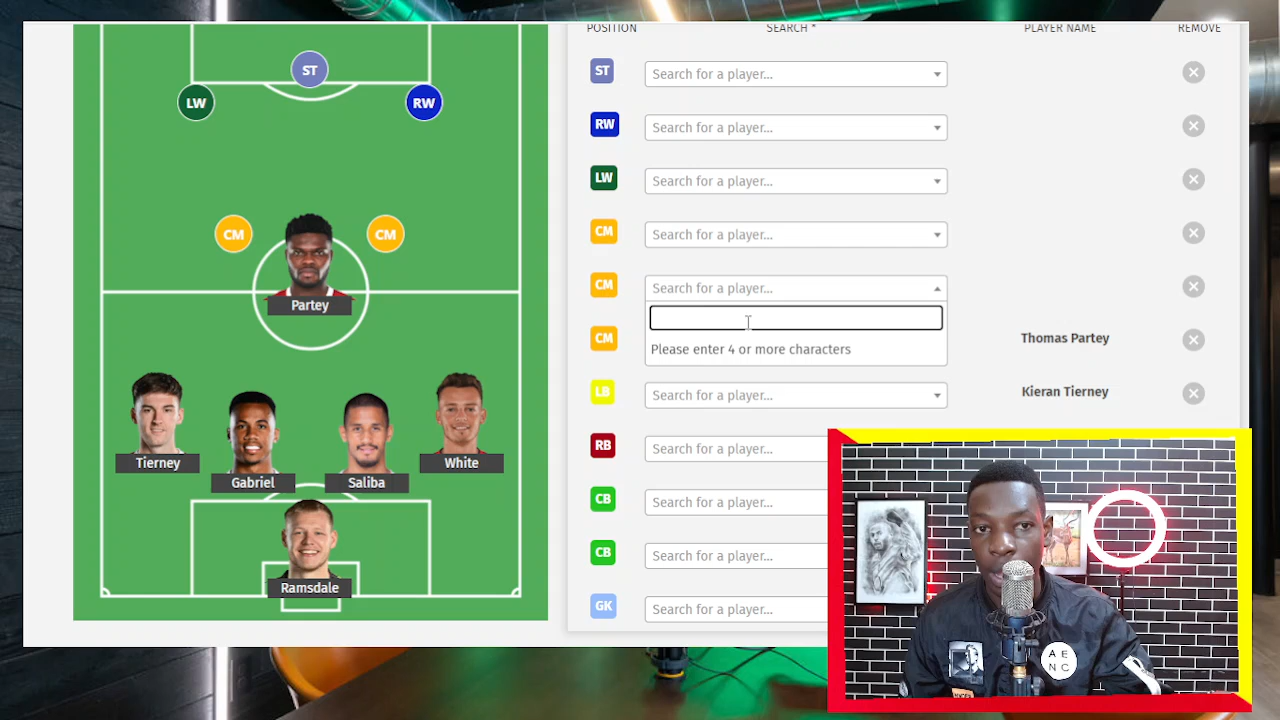 ST
LW
RW
CM
CM
Partey
Tierney
Gabriel
Saliba
White
Ramsdale
POSITION SEARCH * PLAYER NAME REMOVE
ST Search for a player...
RW Search for a player...
LW Search for a player...
CM Search for a player...
CM Search for a player...
Please enter 4 or more characters
CM Thomas Partey
LB Search for a player... Kieran Tierney
RB Search for a player...
CB Search for a player...
CB Search for a player...
GK Search for a player...
A E
N C